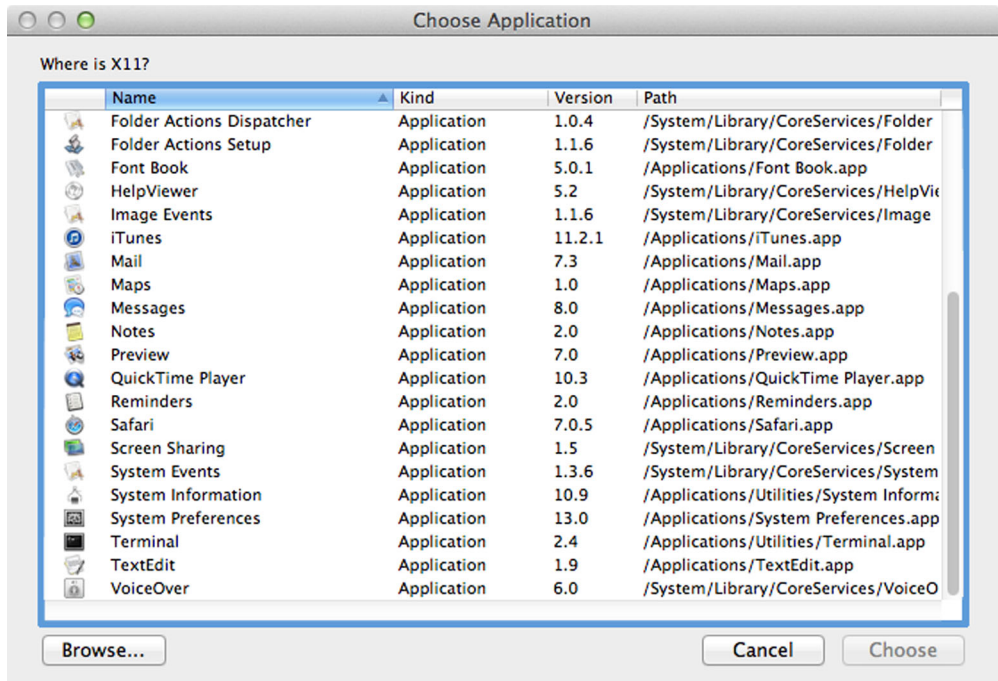 Choose Application
Where is X11?
Name Kind Version Path
Folder Actions Dispatcher Application 1.0.4 /System/Library/CoreServices/Folder
Folder Actions Setup Application 1.1.6 /System/Library/CoreServices/Folder
Font Book Application 5.0.1 /Applications/Font Book.app
HelpViewer Application 5.2 /System/Library/CoreServices/HelpVie
Image Events Application 1.1.6 /System/Library/CoreServices/Image
iTunes Application 11.2.1 /Applications/iTunes.app
Mail Application 7.3 /Applications/Mail.app
Maps Application 1.0 /Applications/Maps.app
Messages Application 8.0 /Applications/Messages.app
Notes Application 2.0 /Applications/Notes.app
Preview Application 7.0 /Applications/Preview.app
QuickTime Player Application 10.3 /Applications/QuickTime Player.app
Reminders Application 2.0 /Applications/Reminders.app
Safari Application 7.0.5 /Applications/Safari.app
Screen Sharing Application 1.5 /System/Library/CoreServices/Screen
System Events Application 1.3.6 /System/Library/CoreServices/System
System Information Application 10.9 /Applications/Utilities/System Informa
System Preferences Application 13.0 /Applications/System Preferences.app
Terminal Application 2.4 /Applications/Utilities/Terminal.app
TextEdit Application 1.9 /Applications/TextEdit.app
VoiceOver Application 6.0 /System/Library/CoreServices/VoiceO
Browse... Cancel Choose